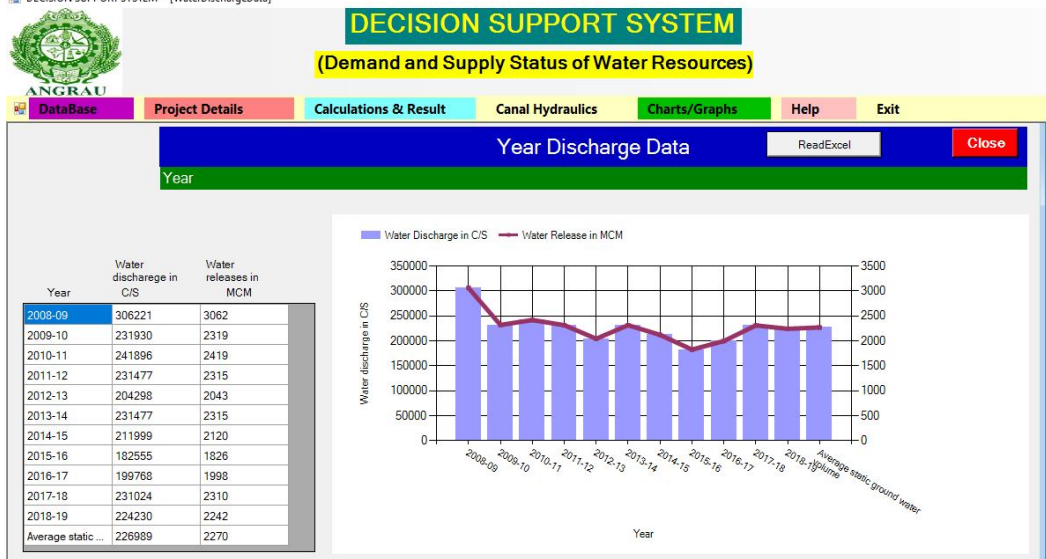 DECISION SUPPORT SYSTEM - [WaterDischargeData]
DECISION SUPPORT SYSTEM
(Demand and Supply Status of Water Resources)
ANGRAU
DataBase Project Details Calculations & Result Canal Hydraulics Charts/Graphs Help Exit
Year Discharge Data ReadExcel Close
Year
Water Discharge in C/S Water Release in MCM
Year Water discharege in C/S Water releases in MCM
2008-09 306221 3062
2009-10 231930 2319
2010-11 241896 2419
2011-12 231477 2315
2012-13 204298 2043
2013-14 231477 2315
2014-15 211999 2120
2015-16 182555 1826
2016-17 199768 1998
2017-18 231024 2310
2018-19 224230 2242
Average static ... 226989 2270
Water discharge in C/S
350000 3500
300000 3000
250000 2500
200000 2000
150000 1500
100000 1000
50000 500
0 0
2008-09 2009-10 2010-11 2011-12 2012-13 2013-14 2014-15 2015-16 2016-17 2017-18 2018-19 Average static ground water volume
Year